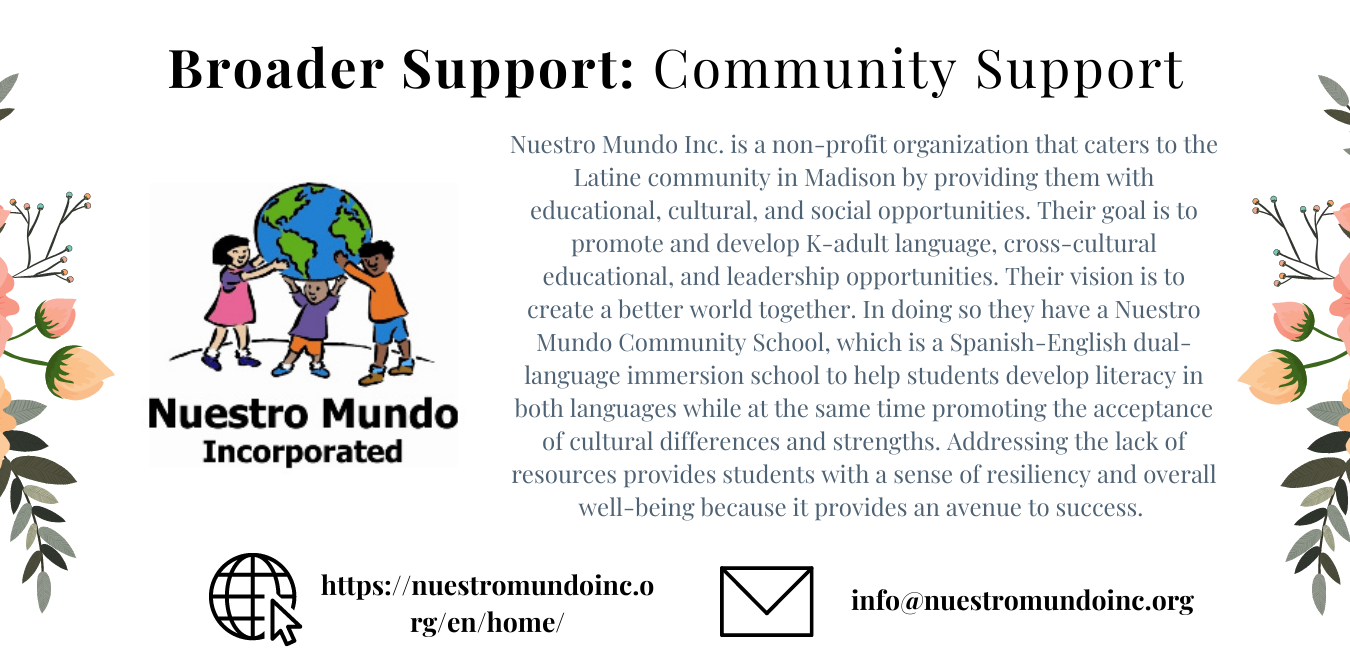 Broader Support: Community Support
Nuestro Mundo Inc. is a non-profit organization that caters to the
Latine community in Madison by providing them with
educational, cultural, and social opportunities. Their goal is to
promote and develop K-adult language, cross-cultural
educational, and leadership opportunities. Their vision is to
create a better world together. In doing so they have a Nuestro
Mundo Community School, which is a Spanish-English dual-
language immersion school to help students develop literacy in
both languages while at the same time promoting the acceptance
of cultural differences and strengths. Addressing the lack of
resources provides students with a sense of resiliency and overall
well-being because it provides an avenue to success.
Nuestro Mundo
Incorporated
https://nuestromundoinc.o
rg/en/home/
info@nuestromundoinc.org